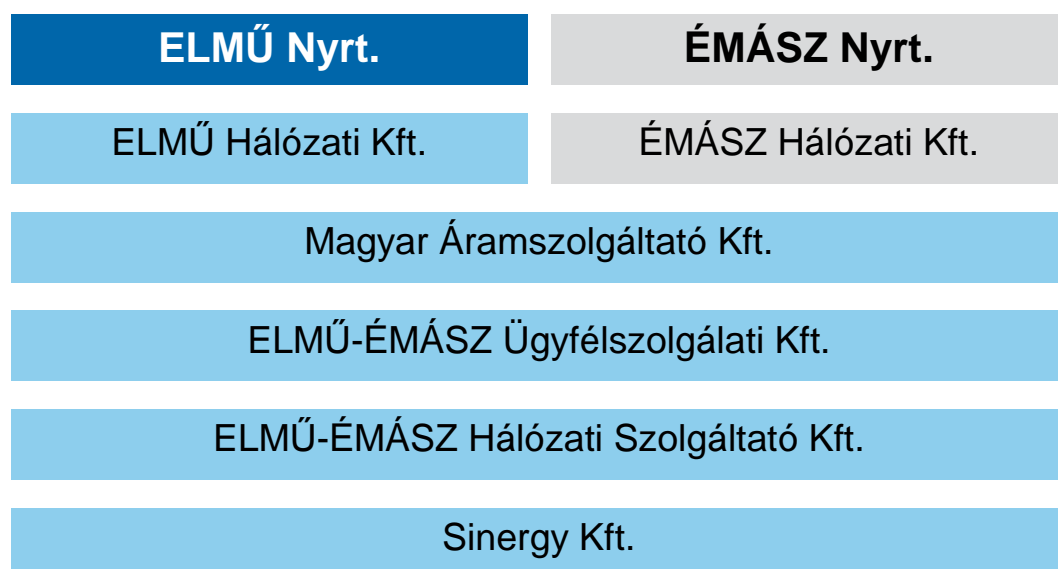 ELMŰ Nyrt.
ÉMÁSZ Nyrt.
ELMŰ Hálózati Kft.
ÉMÁSZ Hálózati Kft.
Magyar Áramszolgáltató Kft.
ELMŰ-ÉMÁSZ Ügyfélszolgálati Kft.
ELMŰ-ÉMÁSZ Hálózati Szolgáltató Kft.
Sinergy Kft.